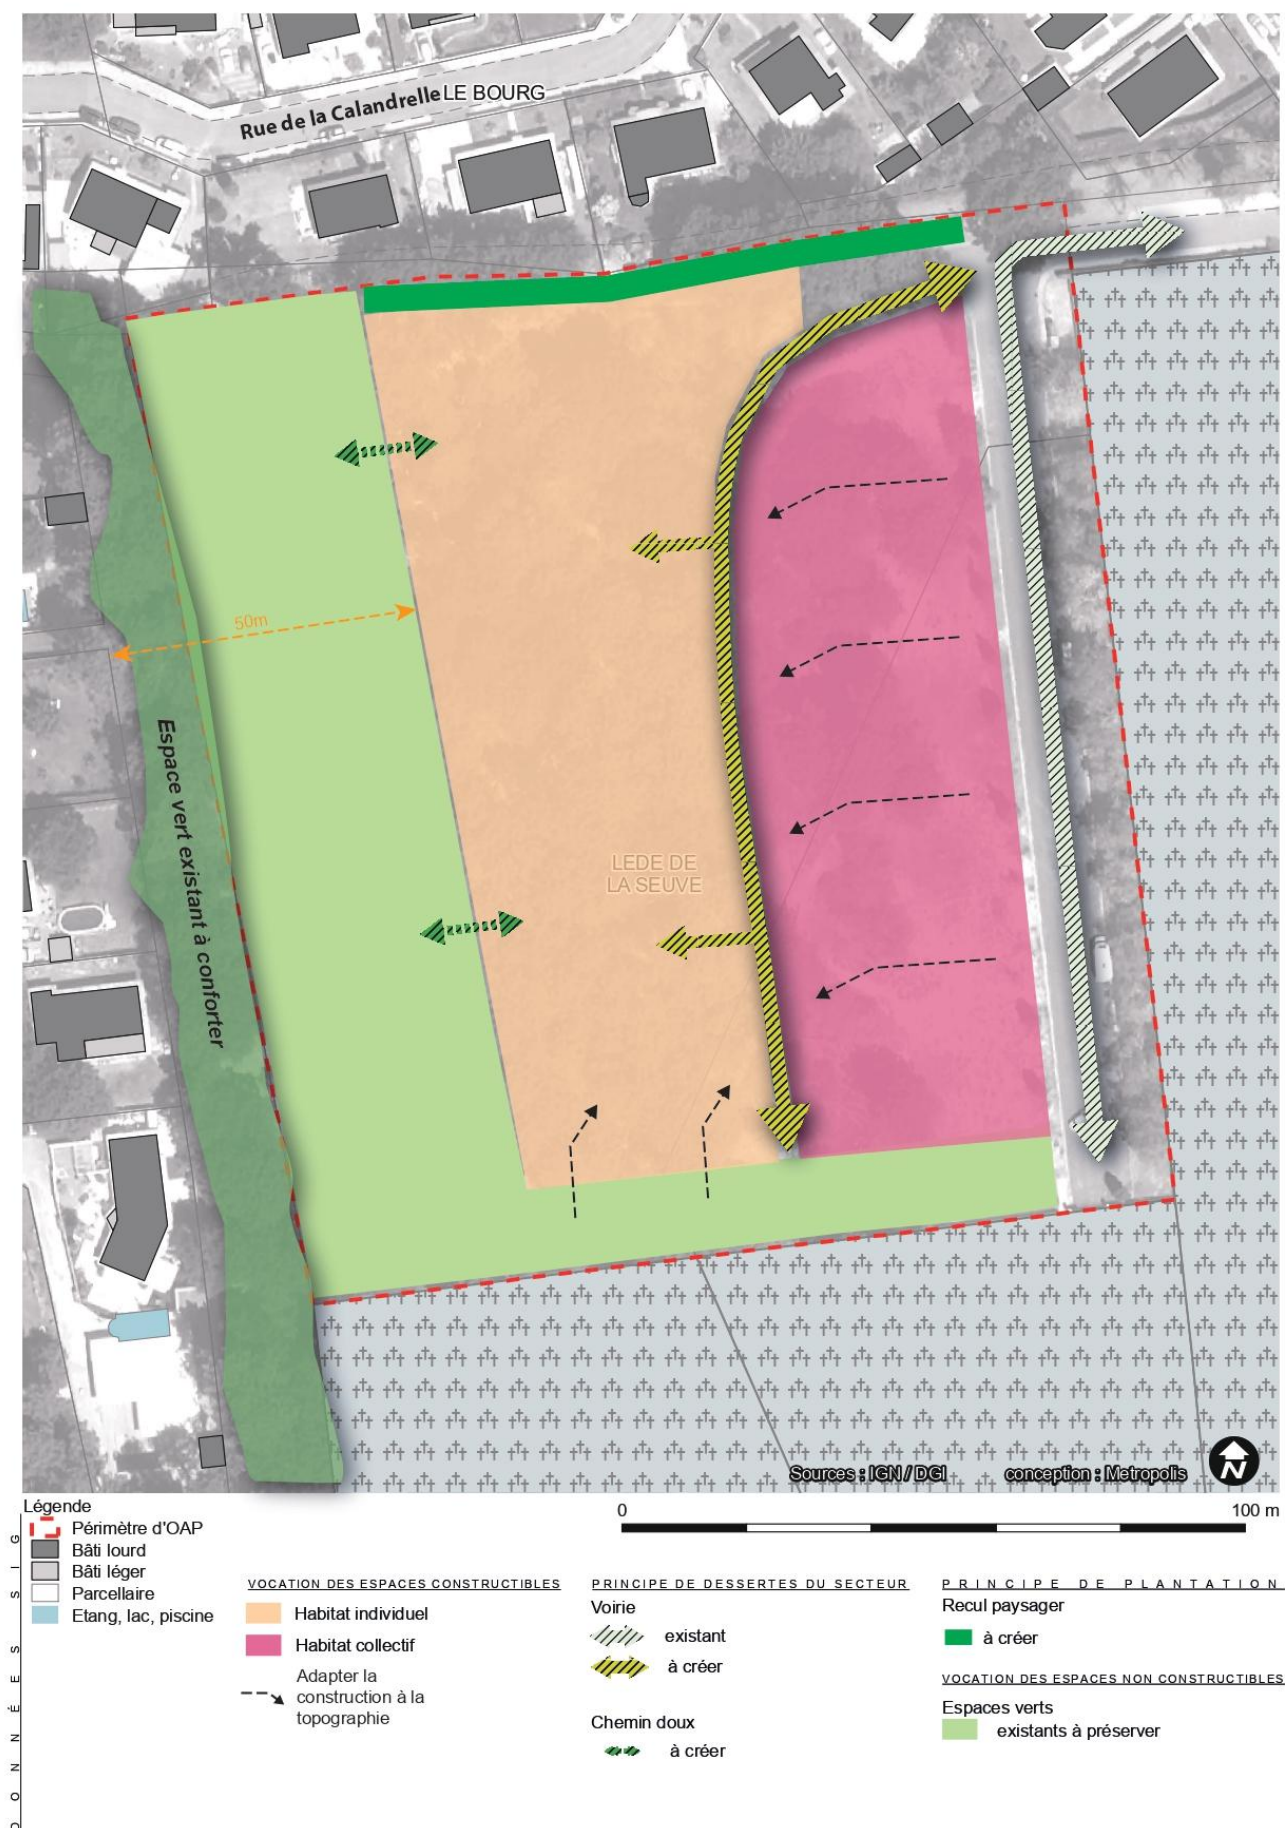 Rue de la Calandrelle
LE BOURG
50m
Espace vert existant à conforter
LEDE DE
LA SEUVE
Sources : IGN / DGI
conception : Metropolis
N
Légende
0
100 m
DONNÉES SIG
Périmètre d'OAP
Bâti lourd
Bâti léger
Parcellaire
Etang, lac, piscine
VOCATION DES ESPACES CONSTRUCTIBLES
Habitat individuel
Habitat collectif
Adapter la
construction à la
topographie
PRINCIPE DE DESSERTES DU SECTEUR
Voirie
existant
à créer
Chemin doux
à créer
PRINCIPE DE PLANTATION
Recul paysager
à créer
VOCATION DES ESPACES NON CONSTRUCTIBLES
Espaces verts
existants à préserver